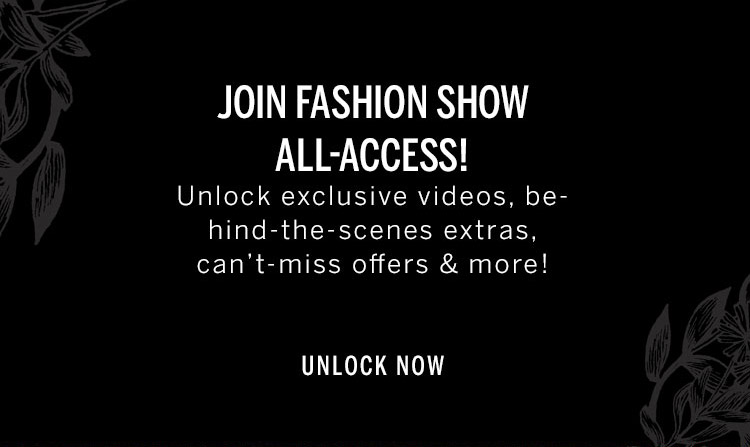 JOIN FASHION SHOW
ALL-ACCESS!
Unlock exclusive videos, be-
hind-the-scenes extras,
can't-miss offers & more!
UNLOCK NOW